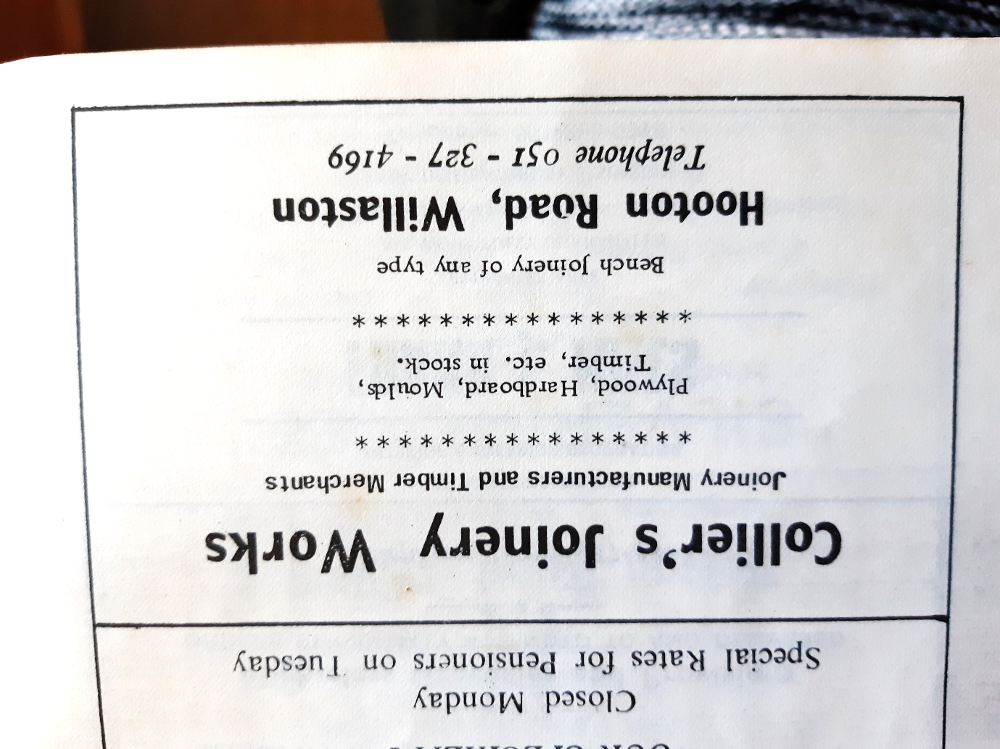 Closed Monday
Special Rates for Pensioners on Tuesday
Collier's Joinery Works
Joinery Manufacturers and Timber Merchants
* * * * * * * * * * * * * * * *
Plywood, Hardboard, Moulds,
Timber, etc. in stock.
* * * * * * * * * * * * * * * *
Bench Joinery of any type
Hooton Road, Willaston
Telephone 051 - 327 - 4169